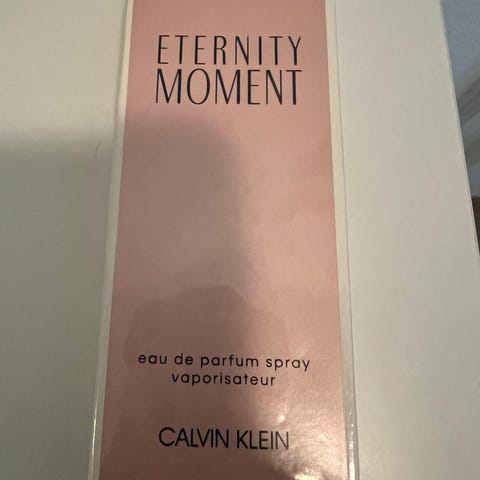 ETERNITY
MOMENT
eau de parfum spray
vaporisateur
CALVIN KLEIN